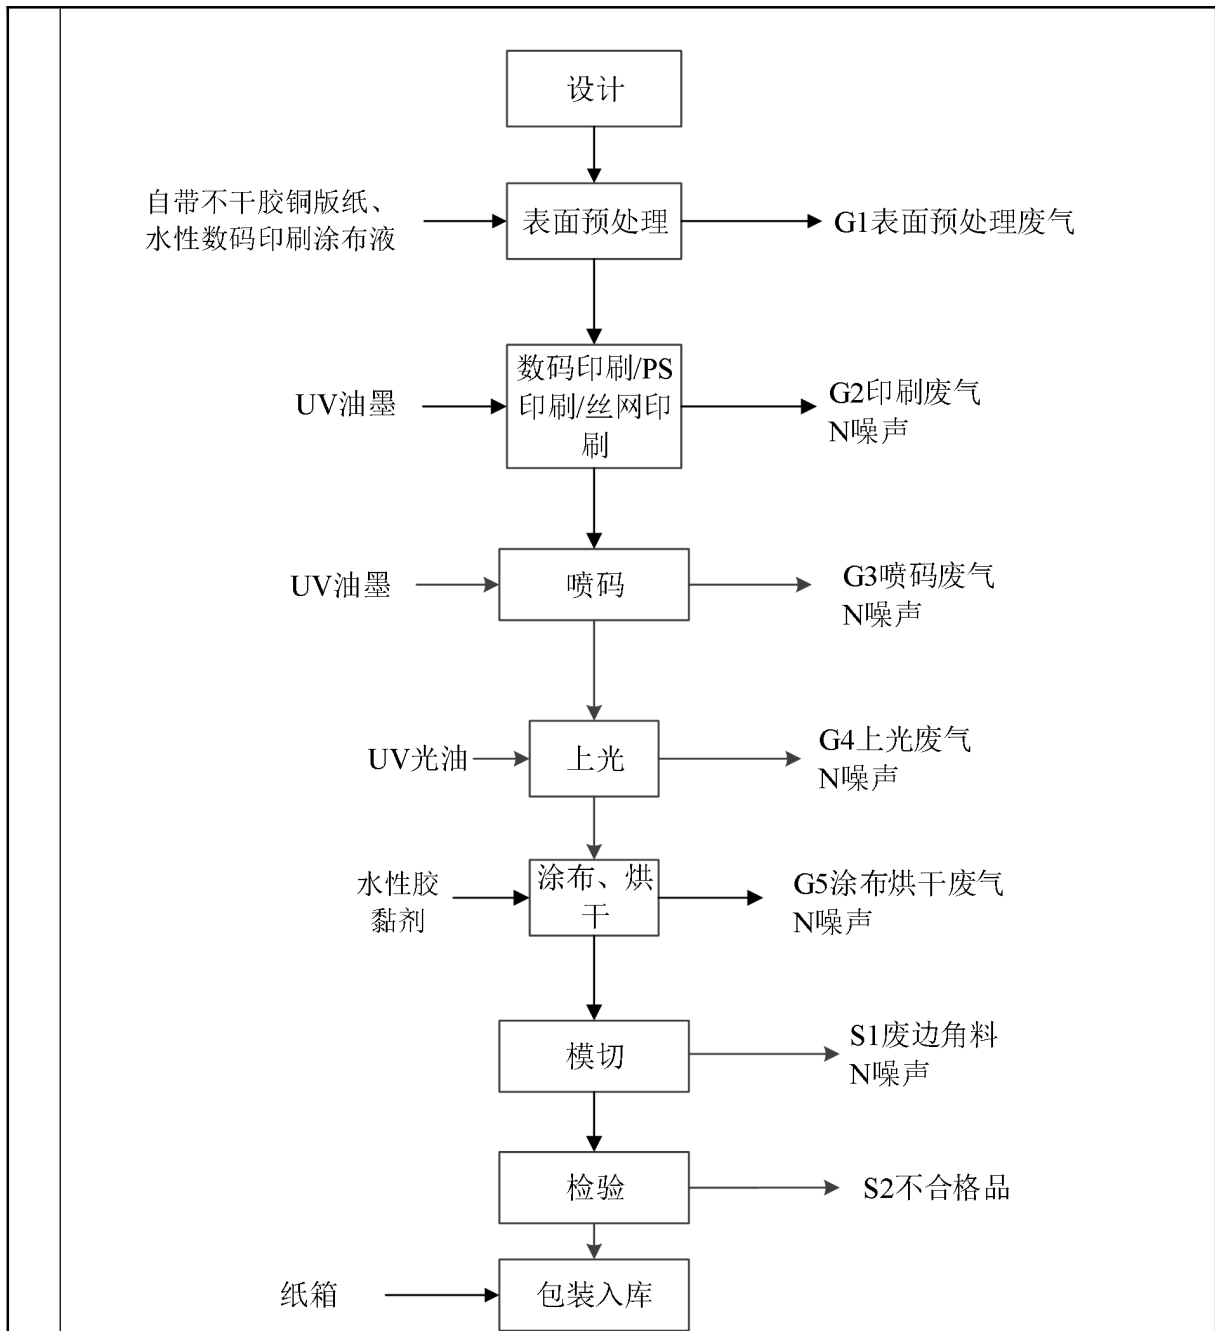 设计
自带不干胶铜版纸、
水性数码印刷涂布液
表面预处理
G1表面预处理废气
UV油墨
数码印刷/PS
印刷/丝网印
刷
G2印刷废气
N噪声
UV油墨
喷码
G3喷码废气
N噪声
UV光油
上光
G4上光废气
N噪声
水性胶
黏剂
涂布、烘
干
G5涂布烘干废气
N噪声
模切
S1废边角料
N噪声
检验
S2不合格品
纸箱
包装入库